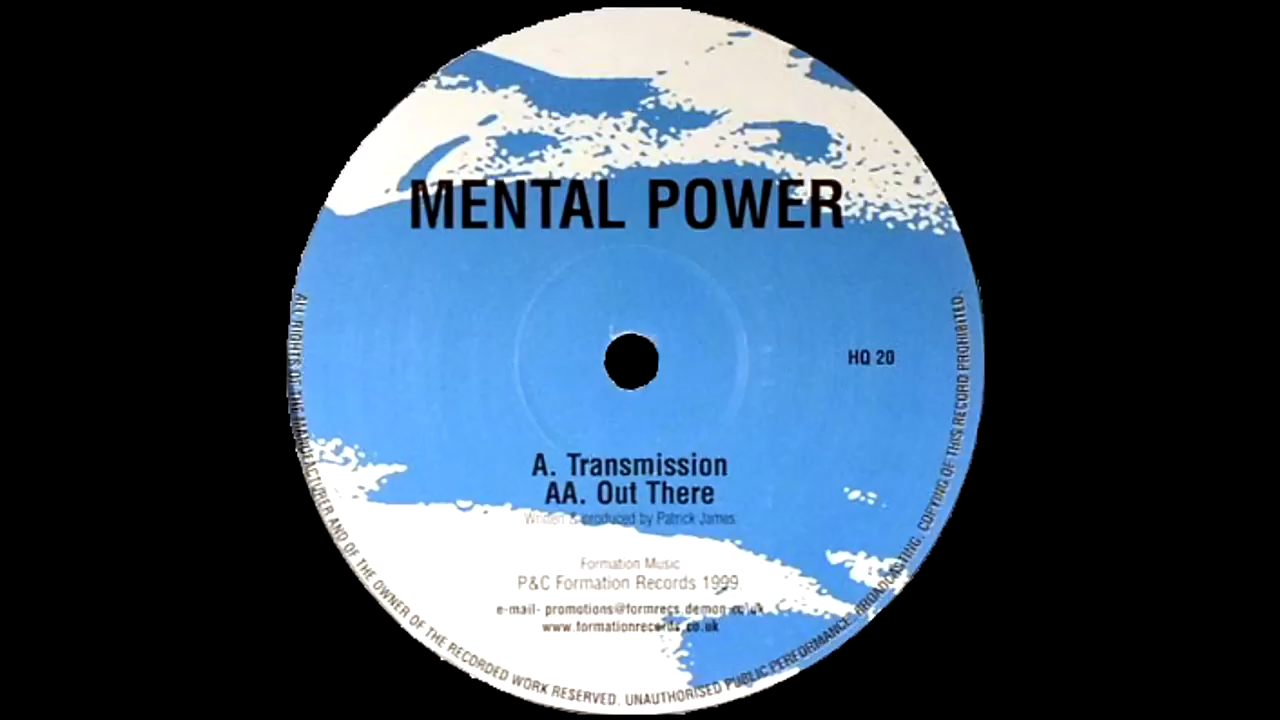 MENTAL POWER
HQ 20
A. Transmission
AA. Out There
Written & produced by Patrick James
Formation Music
P&C Formation Records 1999.
e-mail- promotions@formrecs.demon.co.uk
www.formationrecords.co.uk
ALL RIGHTS OF THE MANUFACTURER AND OF THE OWNER OF THE RECORDED WORK RESERVED. UNAUTHORISED PUBLIC PERFORMANCE, BROADCASTING, COPYING OF THIS RECORD PROHIBITED.